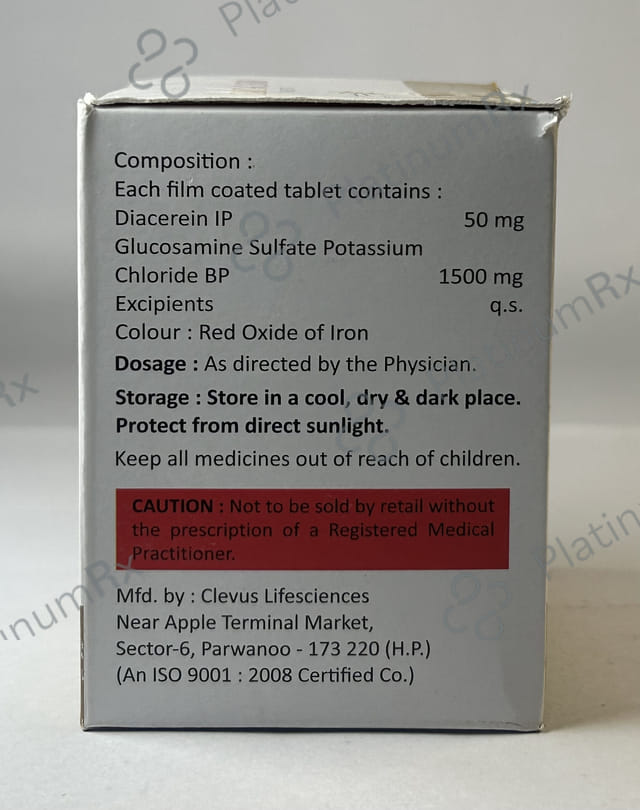 Composition :
Each film coated tablet contains :
Diacerein IP 50 mg
Glucosamine Sulfate Potassium
Chloride BP 1500 mg
Excipients q.s.
Colour : Red Oxide of Iron
Dosage : As directed by the Physician.
Storage : Store in a cool, dry & dark place.
Protect from direct sunlight.
Keep all medicines out of reach of children.
CAUTION : Not to be sold by retail without
the prescription of a Registered Medical
Practitioner.
Mfd. by : Clevus Lifesciences
Near Apple Terminal Market,
Sector-6, Parwanoo - 173 220 (H.P.)
(An ISO 9001 : 2008 Certified Co.)
PlatinumRx